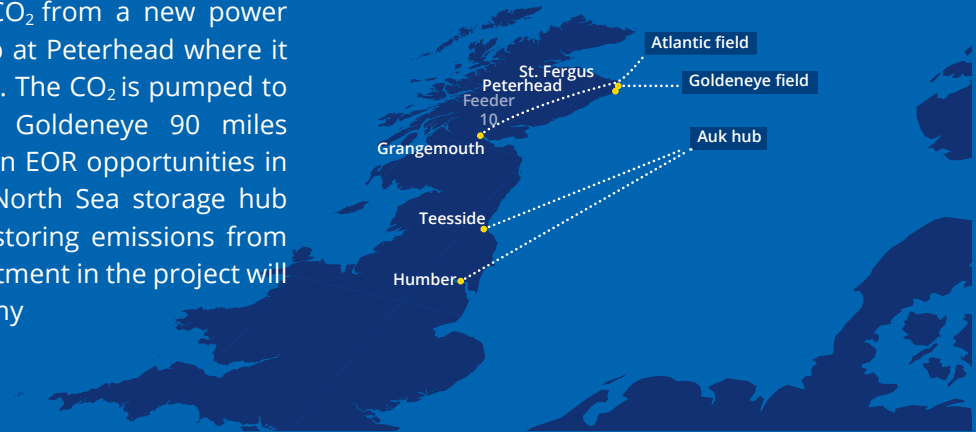 CO₂ from a new power
at Peterhead where it
. The CO₂ is pumped to
Goldeneye 90 miles
n EOR opportunities in
North Sea storage hub
storing emissions from
tment in the project will
ny
Atlantic field
St. Fergus
Goldeneye field
Peterhead
Feeder
10
Auk hub
Grangemouth
Teesside
Humber